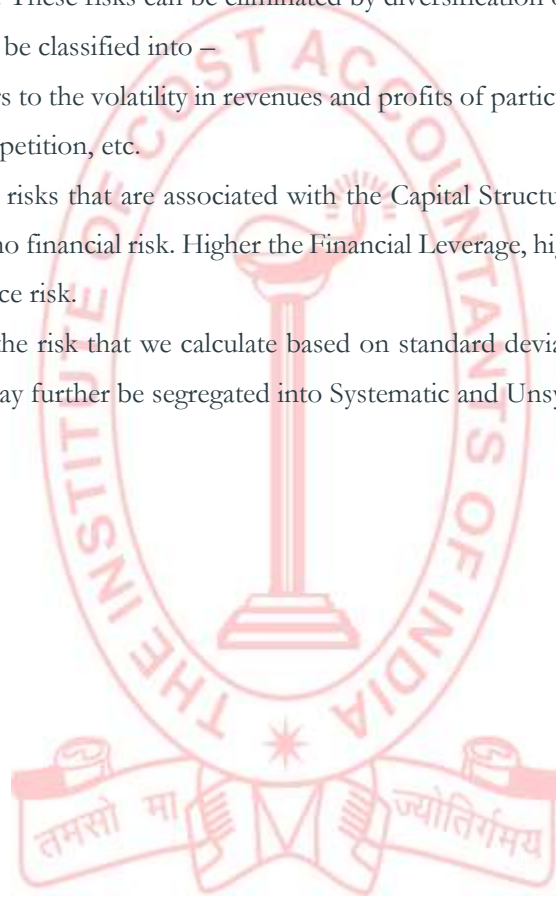 . These risks can be eliminated by diversification o
be classified into –
rs to the volatility in revenues and profits of partic
petition, etc.
risks that are associated with the Capital Structu
no financial risk. Higher the Financial Leverage, hig
ce risk.
the risk that we calculate based on standard devia
ay further be segregated into Systematic and Unsy
THE INSTITUTE OF COST ACCOUNTANTS OF INDIA
तमसो मा ज्योतिर्गमय